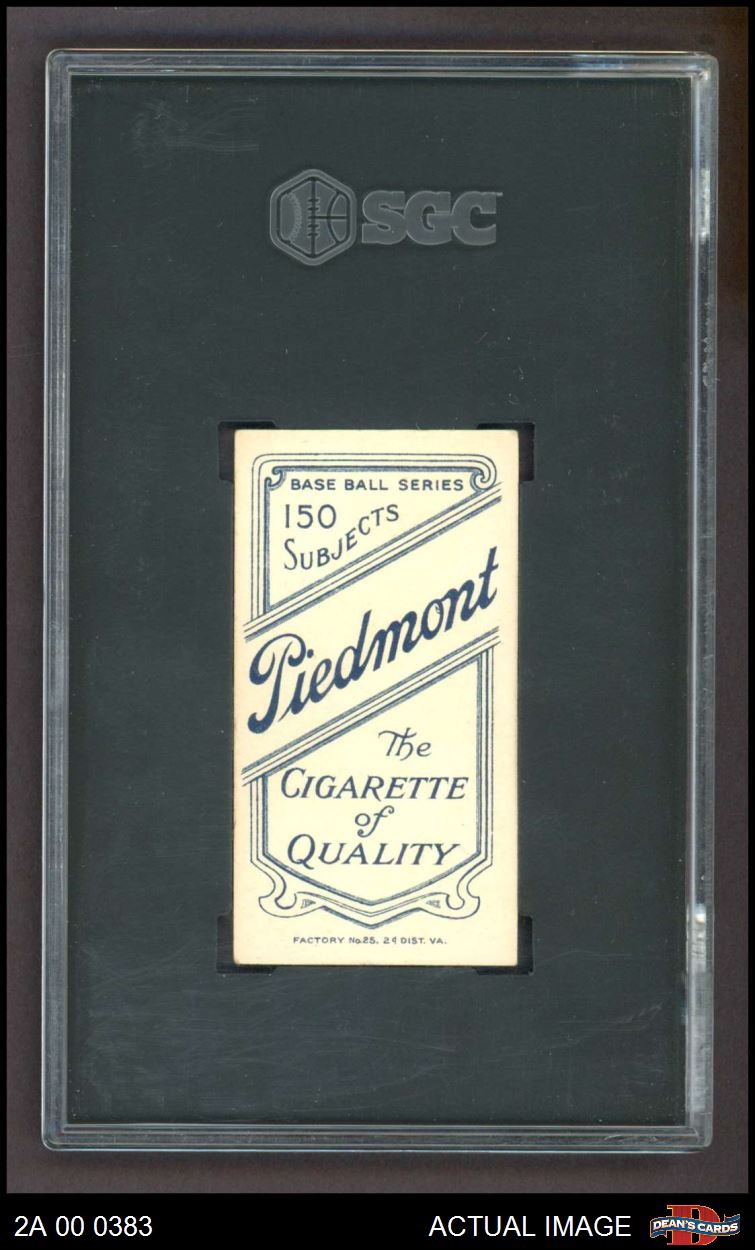 SGC
BASE BALL SERIES
150
SUBJECTS
Piedmont
The
CIGARETTE
of
QUALITY
FACTORY No 25. 2d DIST. VA.
2A 00 0383
ACTUAL IMAGE
D
DEAN'S CARDS